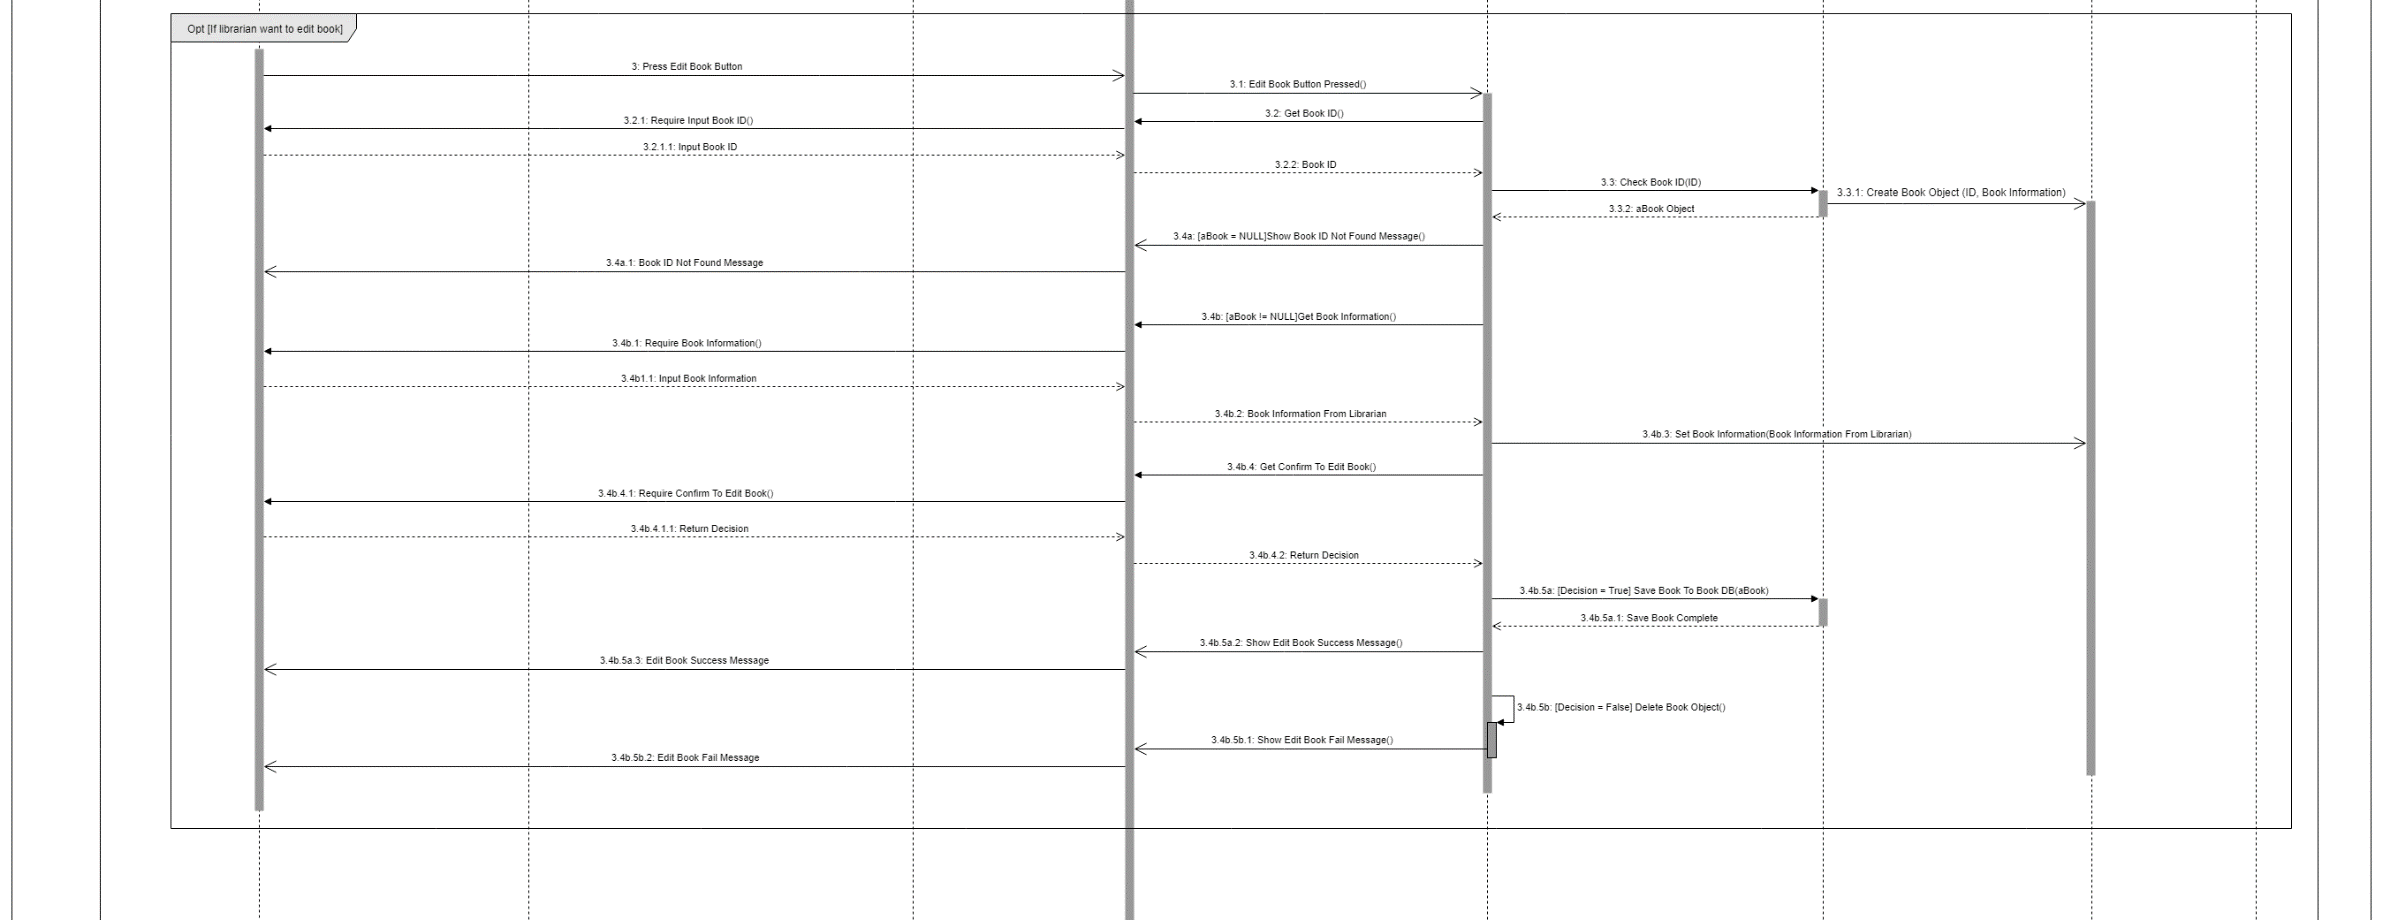 Opt [If librarian want to edit book]
3: Press Edit Book Button
3.1: Edit Book Button Pressed()
3.2: Get Book ID()
3.2.1: Require Input Book ID()
3.2.1.1: Input Book ID
3.2.2: Book ID
3.3: Check Book ID(ID)
3.3.1: Create Book Object (ID, Book Information)
3.3.2: aBook Object
3.4a: [aBook = NULL]Show Book ID Not Found Message()
3.4a.1: Book ID Not Found Message
3.4b: [aBook != NULL]Get Book Information()
3.4b.1: Require Book Information()
3.4b1.1: Input Book Information
3.4b.2: Book Information From Librarian
3.4b.3: Set Book Information(Book Information From Librarian)
3.4b.4: Get Confirm To Edit Book()
3.4b.4.1: Require Confirm To Edit Book()
3.4b.4.1.1: Return Decision
3.4b.4.2: Return Decision
3.4b.5a: [Decision = True] Save Book To Book DB(aBook)
3.4b.5a.1: Save Book Complete
3.4b.5a.2: Show Edit Book Success Message()
3.4b.5a.3: Edit Book Success Message
3.4b.5b: [Decision = False] Delete Book Object()
3.4b.5b.1: Show Edit Book Fail Message()
3.4b.5b.2: Edit Book Fail Message